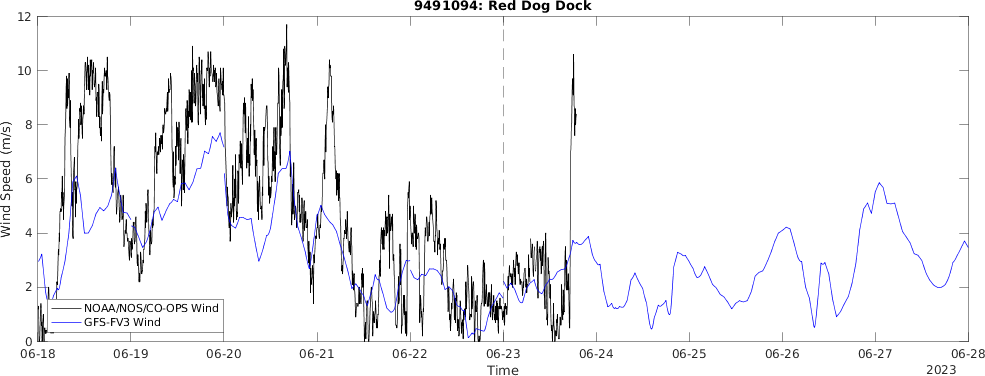 9491094: Red Dog Dock
Wind Speed (m/s)
12
10
8
6
4
2
0
NOAA/NOS/CO-OPS Wind
GFS-FV3 Wind
06-18 06-19 06-20 06-21 06-22 06-23 06-24 06-25 06-26 06-27 06-28
Time
2023